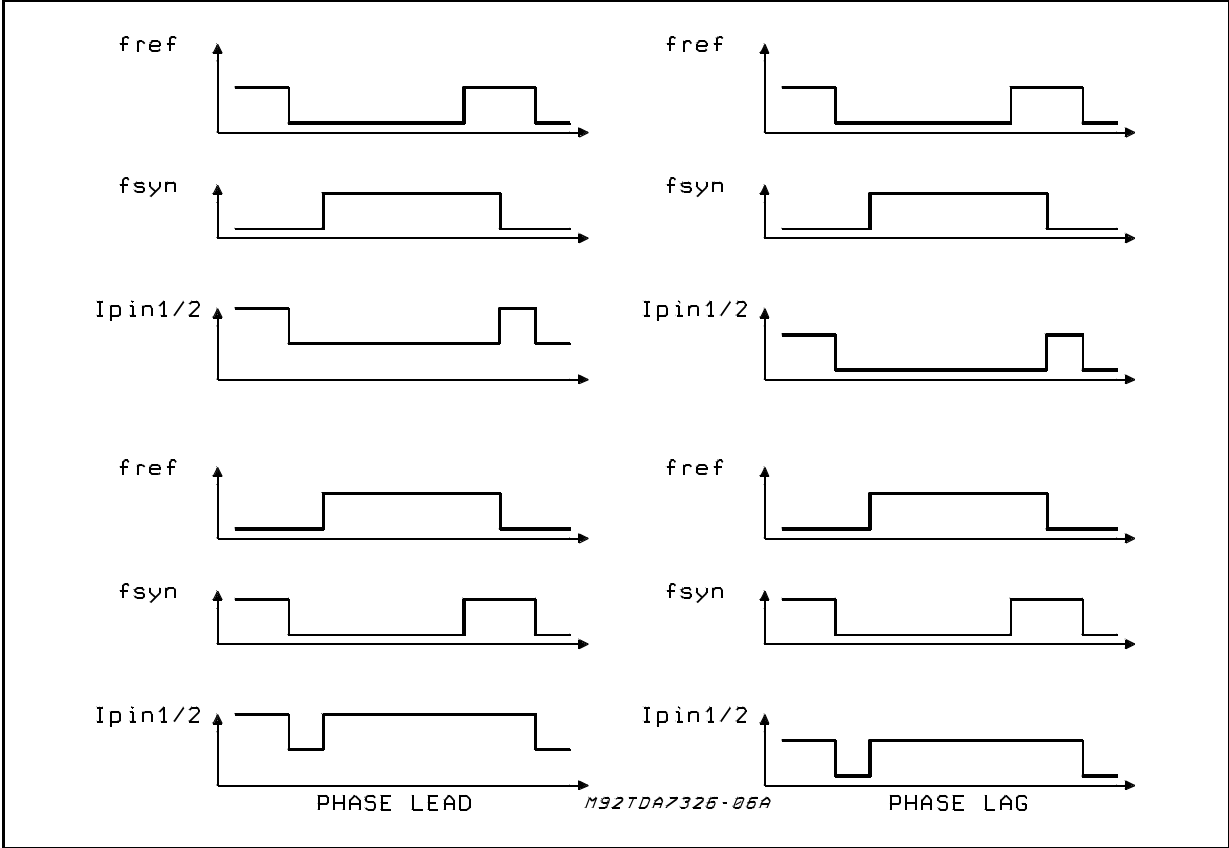 fref fref
fsyn fsyn
Ipin1/2 Ipin1/2
fref fref
fsyn fsyn
Ipin1/2 Ipin1/2
PHASE LEAD M92TDA7326-06A PHASE LAG